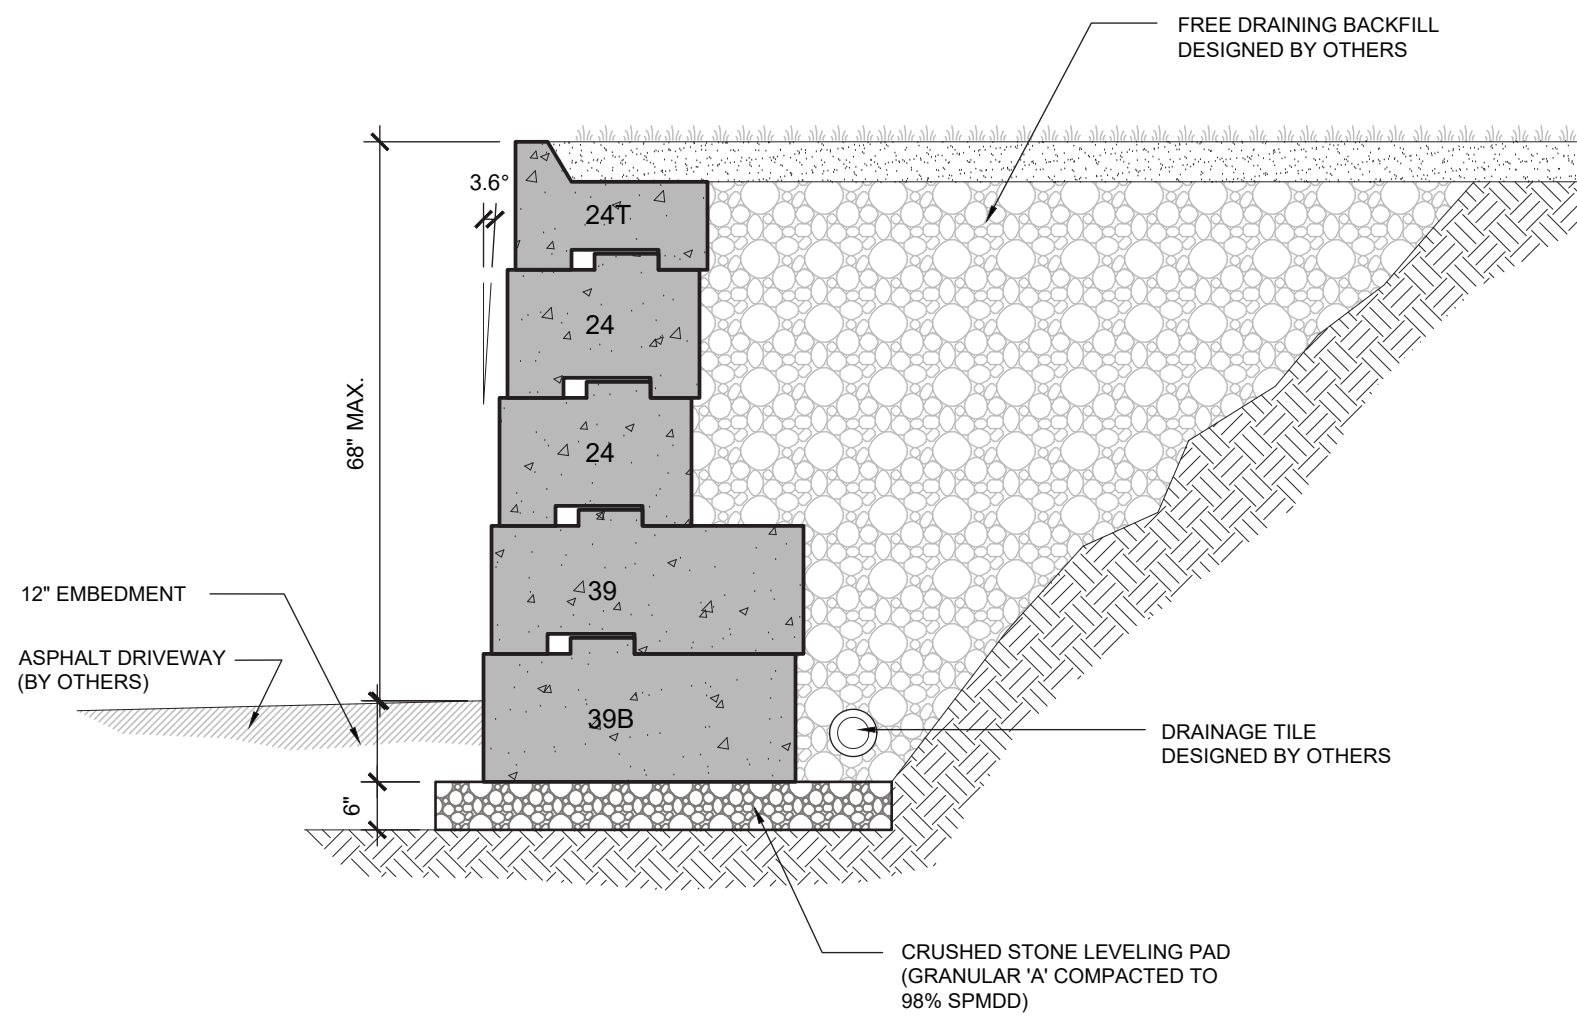 FREE DRAINING BACKFILL
DESIGNED BY OTHERS
3.6°
24T
24
68" MAX.
24
39
12" EMBEDMENT
ASPHALT DRIVEWAY
(BY OTHERS)
39B
DRAINAGE TILE
DESIGNED BY OTHERS
6"
CRUSHED STONE LEVELING PAD
(GRANULAR 'A' COMPACTED TO
98% SPMDD)